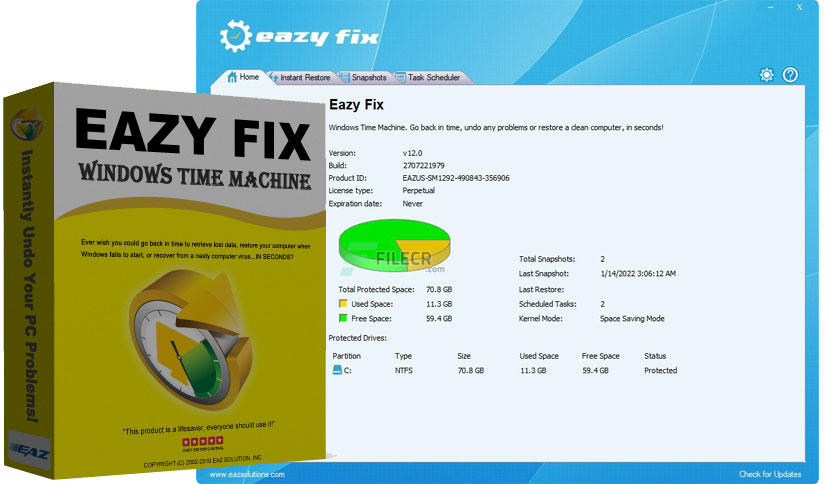 EAZY FIX
WINDOWS TIME MACHINE
Instantly Undo Your PC Problems!
Ever wish you could go back in time to retrieve lost data, restore your computer when
Windows fails to start, or recover from a nasty computer virus...IN SECONDS?
"This product is a lifesaver, everyone should use it!"
CNET EDITOR'S RATING
COPYRIGHT (C) 2002-2010 EAZ SOLUTION, INC.
EAZ
eazy fix
Home
Instant Restore
Snapshots
Task Scheduler
Eazy Fix
Windows Time Machine. Go back in time, undo any problems or restore a clean computer, in seconds!
Version: v12.0
Build: 2707221979
Product ID: EAZUS-SM1292-490843-356906
License type: Perpetual
Expiration date: Never
FILECR
.com
Total Protected Space: 70.8 GB
Used Space: 11.3 GB
Free Space: 59.4 GB
Total Snapshots: 2
Last Snapshot: 1/14/2022 3:06:12 AM
Last Restore:
Scheduled Tasks: 2
Kernel Mode: Space Saving Mode
Protected Drives:
Partition Type Size Used Space Free Space Status
C: NTFS 70.8 GB 11.3 GB 59.4 GB Protected
www.eazsolutions.com
Check for Updates